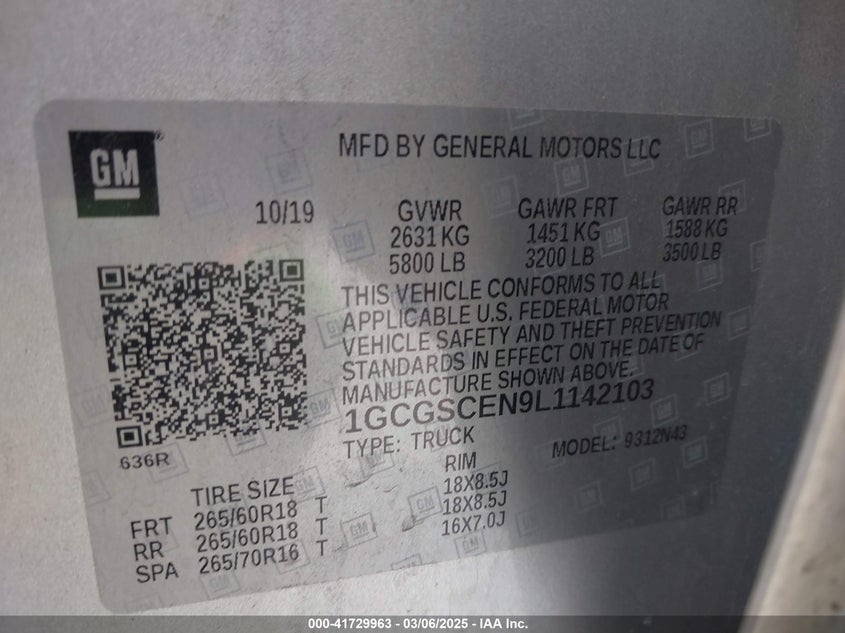 GM
MFD BY GENERAL MOTORS LLC
10/19
GVWR GAWR FRT GAWR RR
2631 KG 1451 KG 1588 KG
5800 LB 3200 LB 3500 LB
THIS VEHICLE CONFORMS TO ALL
APPLICABLE U.S. FEDERAL MOTOR
VEHICLE SAFETY AND THEFT PREVENTION
STANDARDS IN EFFECT ON THE DATE OF
MANUFACTURE SHOWN ABOVE.
1GCGSCEN9L1142103
TYPE: TRUCK MODEL: 9312N43
636R
TIRE SIZE RIM
FRT 265/60R18 T 18X8.5J
RR 265/60R18 T 18X8.5J
SPA 265/70R16 T 16X7.0J
000-41729963 - 03/06/2025 - IAA Inc.